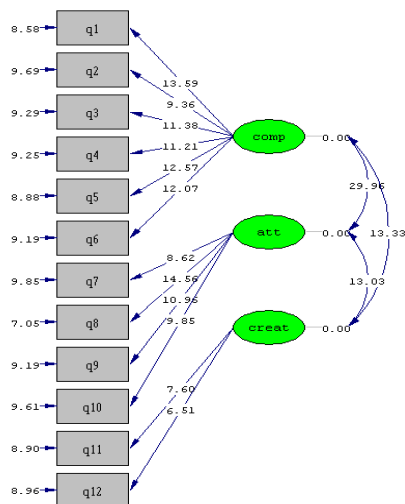 8.58 q1
9.69 q2
9.29 q3
9.25 q4
8.88 q5
9.19 q6
9.85 q7
7.05 q8
9.19 q9
9.61 q10
8.90 q11
8.96 q12
13.59
9.36
11.38
11.21
12.57
12.07
8.62
14.56
10.96
9.85
7.60
6.51
comp 0.00
att 0.00
creat 0.00
29.96
13.33
13.03